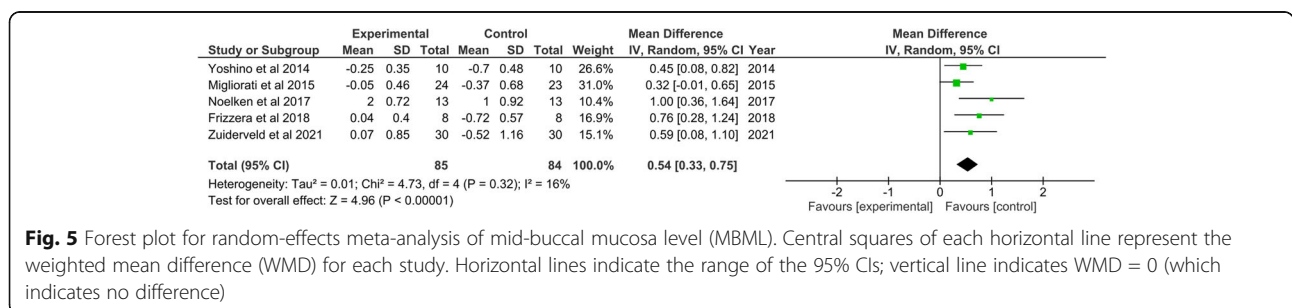 Experimental Control Mean Difference Mean Difference
Study or Subgroup Mean SD Total Mean SD Total Weight IV, Random, 95% CI Year IV, Random, 95% CI
Yoshino et al 2014 -0.25 0.35 10 -0.7 0.48 10 26.6% 0.45 [0.08, 0.82] 2014
Migliorati et al 2015 -0.05 0.46 24 -0.37 0.68 23 31.0% 0.32 [-0.01, 0.65] 2015
Noelken et al 2017 2 0.72 13 1 0.92 13 10.4% 1.00 [0.36, 1.64] 2017
Frizzera et al 2018 0.04 0.4 8 -0.72 0.57 8 16.9% 0.76 [0.28, 1.24] 2018
Zuiderveld et al 2021 0.07 0.85 30 -0.52 1.16 30 15.1% 0.59 [0.08, 1.10] 2021
Total (95% CI) 85 84 100.0% 0.54 [0.33, 0.75]
Heterogeneity: Tau² = 0.01; Chi² = 4.73, df = 4 (P = 0.32); I² = 16%
Test for overall effect: Z = 4.96 (P < 0.00001)
-2 -1 0 1 2
Favours [experimental] Favours [control]
Fig. 5 Forest plot for random-effects meta-analysis of mid-buccal mucosa level (MBML). Central squares of each horizontal line represent the
weighted mean difference (WMD) for each study. Horizontal lines indicate the range of the 95% CIs; vertical line indicates WMD = 0 (which
indicates no difference)